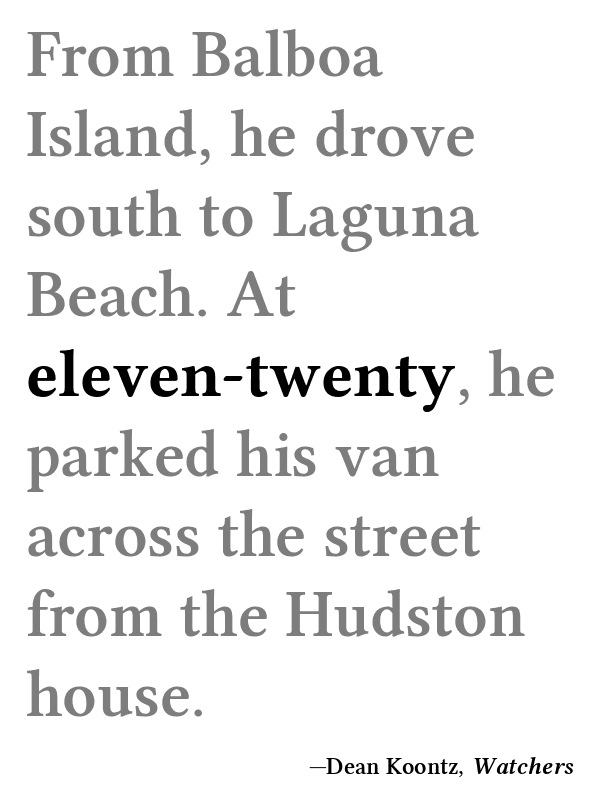 From Balboa
Island, he drove
south to Laguna
Beach. At
eleven-twenty, he
parked his van
across the street
from the Hudston
house.
—Dean Koontz, Watchers